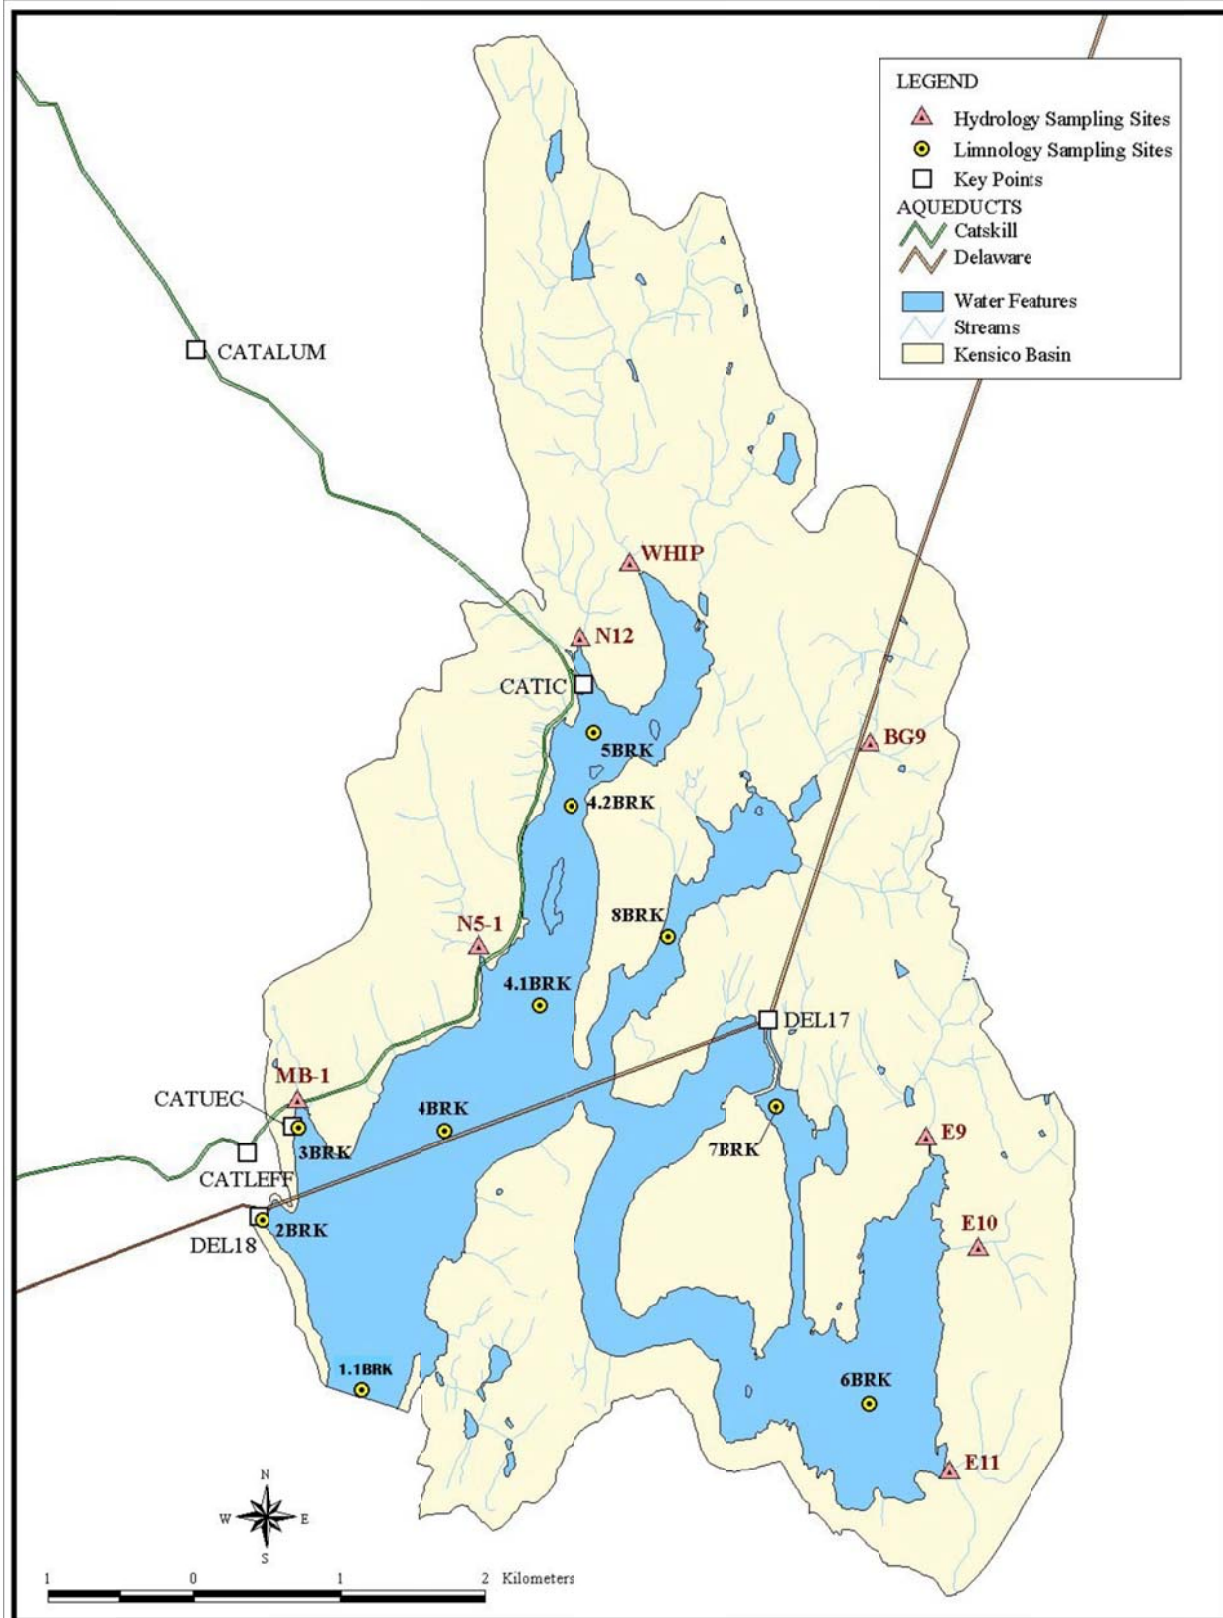 LEGEND
Hydrology Sampling Sites
Limnology Sampling Sites
Key Points
AQUEDUCTS
Catskill
Delaware
Water Features
Streams
Kensico Basin
CATALUM
WHIP
N12
CATIC
5BRK
BG9
4.2BRK
8BRK
N5-1
4.1BRK
DEL17
MB-1
CATUEC
4BRK
3BRK
7BRK
E9
CATLEFF
2BRK
DEL18
E10
1.1BRK
6BRK
E11
N
W E
S
1 0 1 2 Kilometers